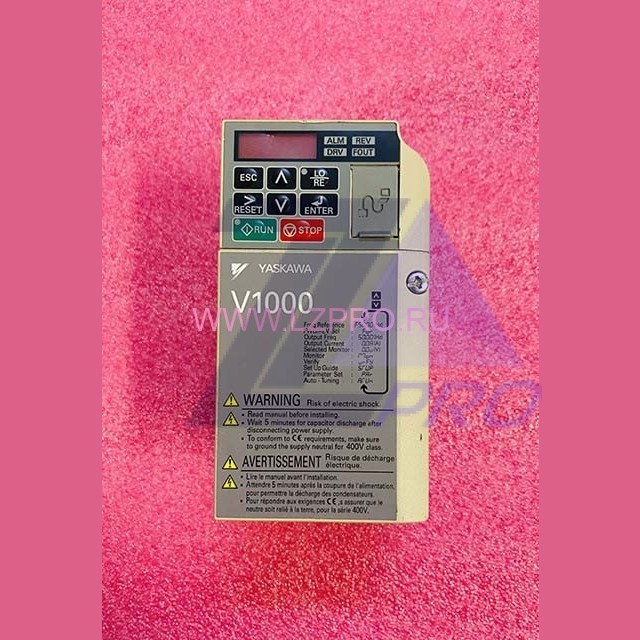 ALM REV
DRV FOUT
ESC
LO
RE
RESET
ENTER
RUN
STOP
YASKAWA
V1000
WWW.LZPRO.RU
Freq Reference
Output Freq
Output Current
Selected Monitor
Monitor
Verify
Set Up Guide
Parameter Set
Auto - Tuning
PRO
WARNING Risk of electric shock.
• Read manual before installing.
• Wait 5 minutes for capacitor discharge after
disconnecting power supply.
• To conform to CE requirements, make sure
to ground the supply neutral for 400V class.
AVERTISSEMENT Risque de décharge
électrique.
• Lire le manuel avant l'installation.
• Attendre 5 minutes après la coupure de l'alimentation,
pour permettre la décharge des condensateurs.
• Pour répondre aux exigences CE, s'assurer que le
neutre soit relié à la terre, pour la série 400V.